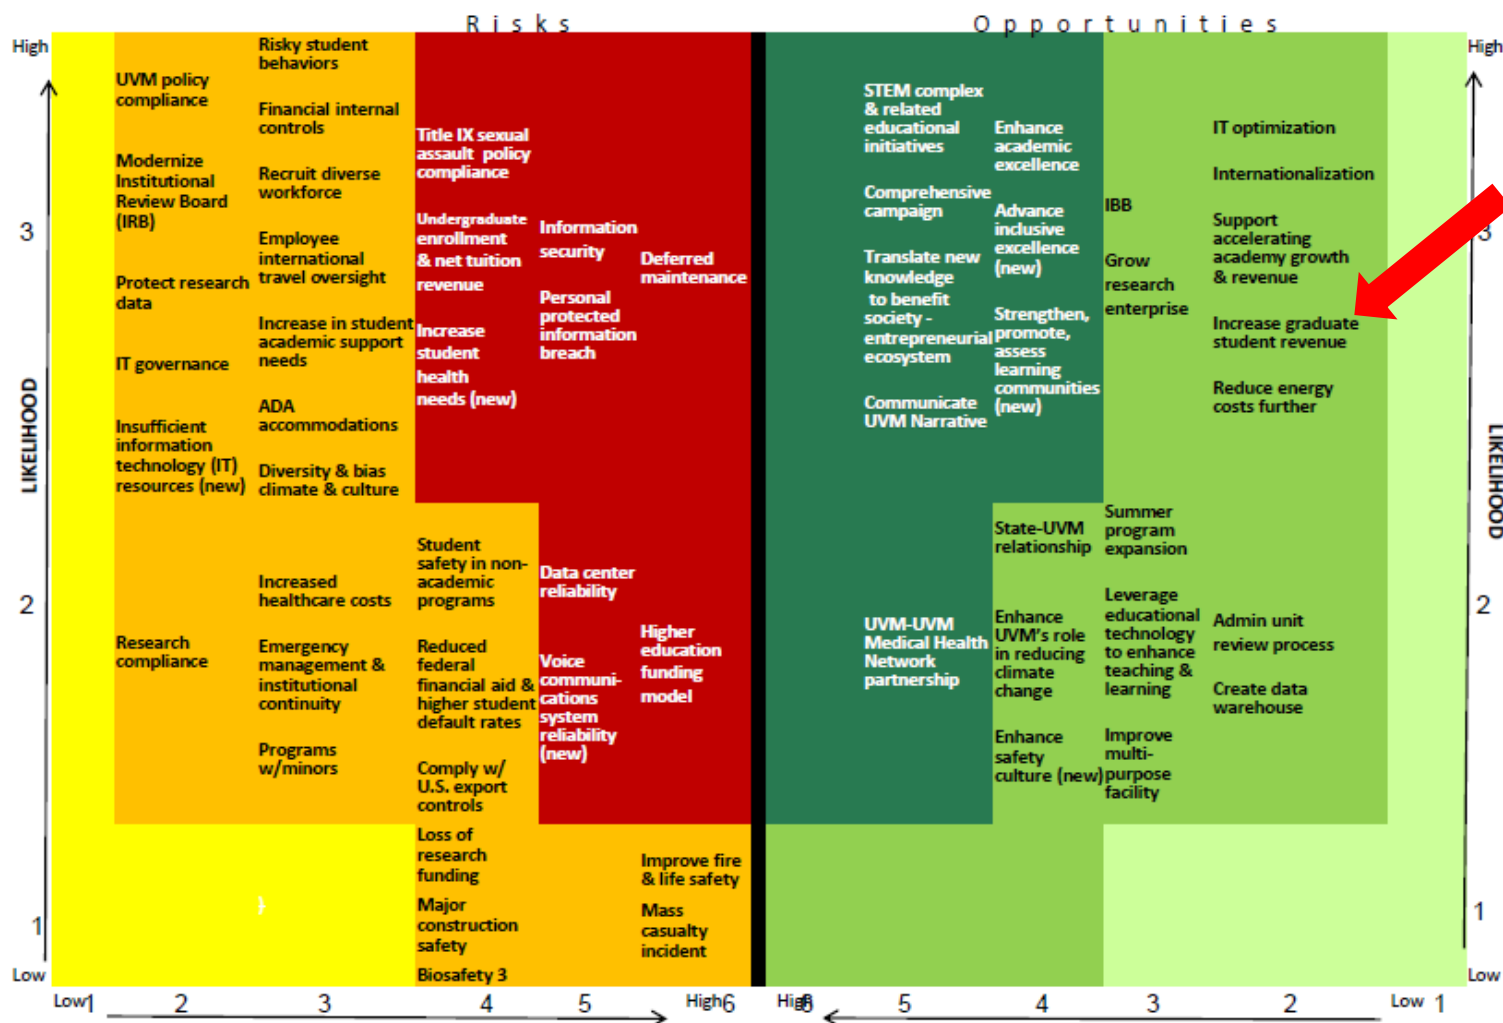 Risks
Opportunities
High
High
LIKELIHOOD
3
2
1
Low
UVM policy
compliance
Modernize
Institutional
Review Board
(IRB)
Protect research
data
IT governance
Insufficient
information
technology (IT)
resources (new)
Research
compliance
Risky student
behaviors
Financial internal
controls
Recruit diverse
workforce
Employee
international
travel oversight
Increase in student
academic support
needs
ADA
accommodations
Diversity & bias
climate & culture
Increased
healthcare costs
Emergency
management &
institutional
continuity
Programs
w/minors
Title IX sexual
assault policy
compliance
Undergraduate
enrollment
& net tuition
revenue
Increase
student
health
needs (new)
Student
safety in non-
academic
programs
Reduced
federal
financial aid &
higher student
default rates
Comply w/
U.S. export
controls
Loss of
research
funding
Major
construction
safety
Biosafety 3
Information
security
Personal
protected
information
breach
Data center
reliability
Voice
communi-
cations
system
reliability
(new)
Deferred
maintenance
Higher
education
funding
model
Improve fire
& life safety
Mass
casualty
incident
STEM complex
& related
educational
initiatives
Comprehensive
campaign
Translate new
knowledge
to benefit
society -
entrepreneurial
ecosystem
Communicate
UVM Narrative
UVM-UVM
Medical Health
Network
partnership
Enhance
academic
excellence
Advance
inclusive
excellence
(new)
Strengthen,
promote,
assess
learning
communities
(new)
State-UVM
relationship
Enhance
UVM's role
in reducing
climate
change
Enhance
safety
culture (new)
IBB
Grow
research
enterprise
Summer
program
expansion
Leverage
educational
technology
to enhance
teaching &
learning
Improve
multi-
purpose
facility
IT optimization
Internationalization
Support
accelerating
academy growth
& revenue
Increase graduate
student revenue
Reduce energy
costs further
Admin unit
review process
Create data
warehouse
3
LIKELIHOOD
2
1
Low
Low 1 2 3 4 5 High 6
High 6 5 4 3 2 Low 1